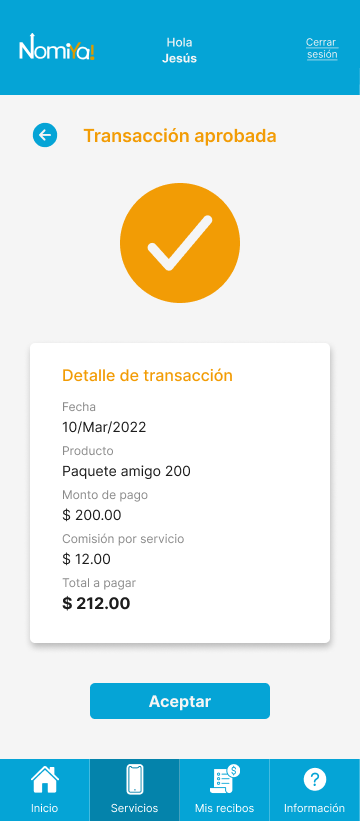 NomiYa!
Hola
Jesús
Cerrar
sesión
Transacción aprobada
Detalle de transacción
Fecha
10/Mar/2022
Producto
Paquete amigo 200
Monto de pago
$ 200.00
Comisión por servicio
$ 12.00
Total a pagar
$ 212.00
Aceptar
Inicio
Servicios
$
Mis recibos
?
Información